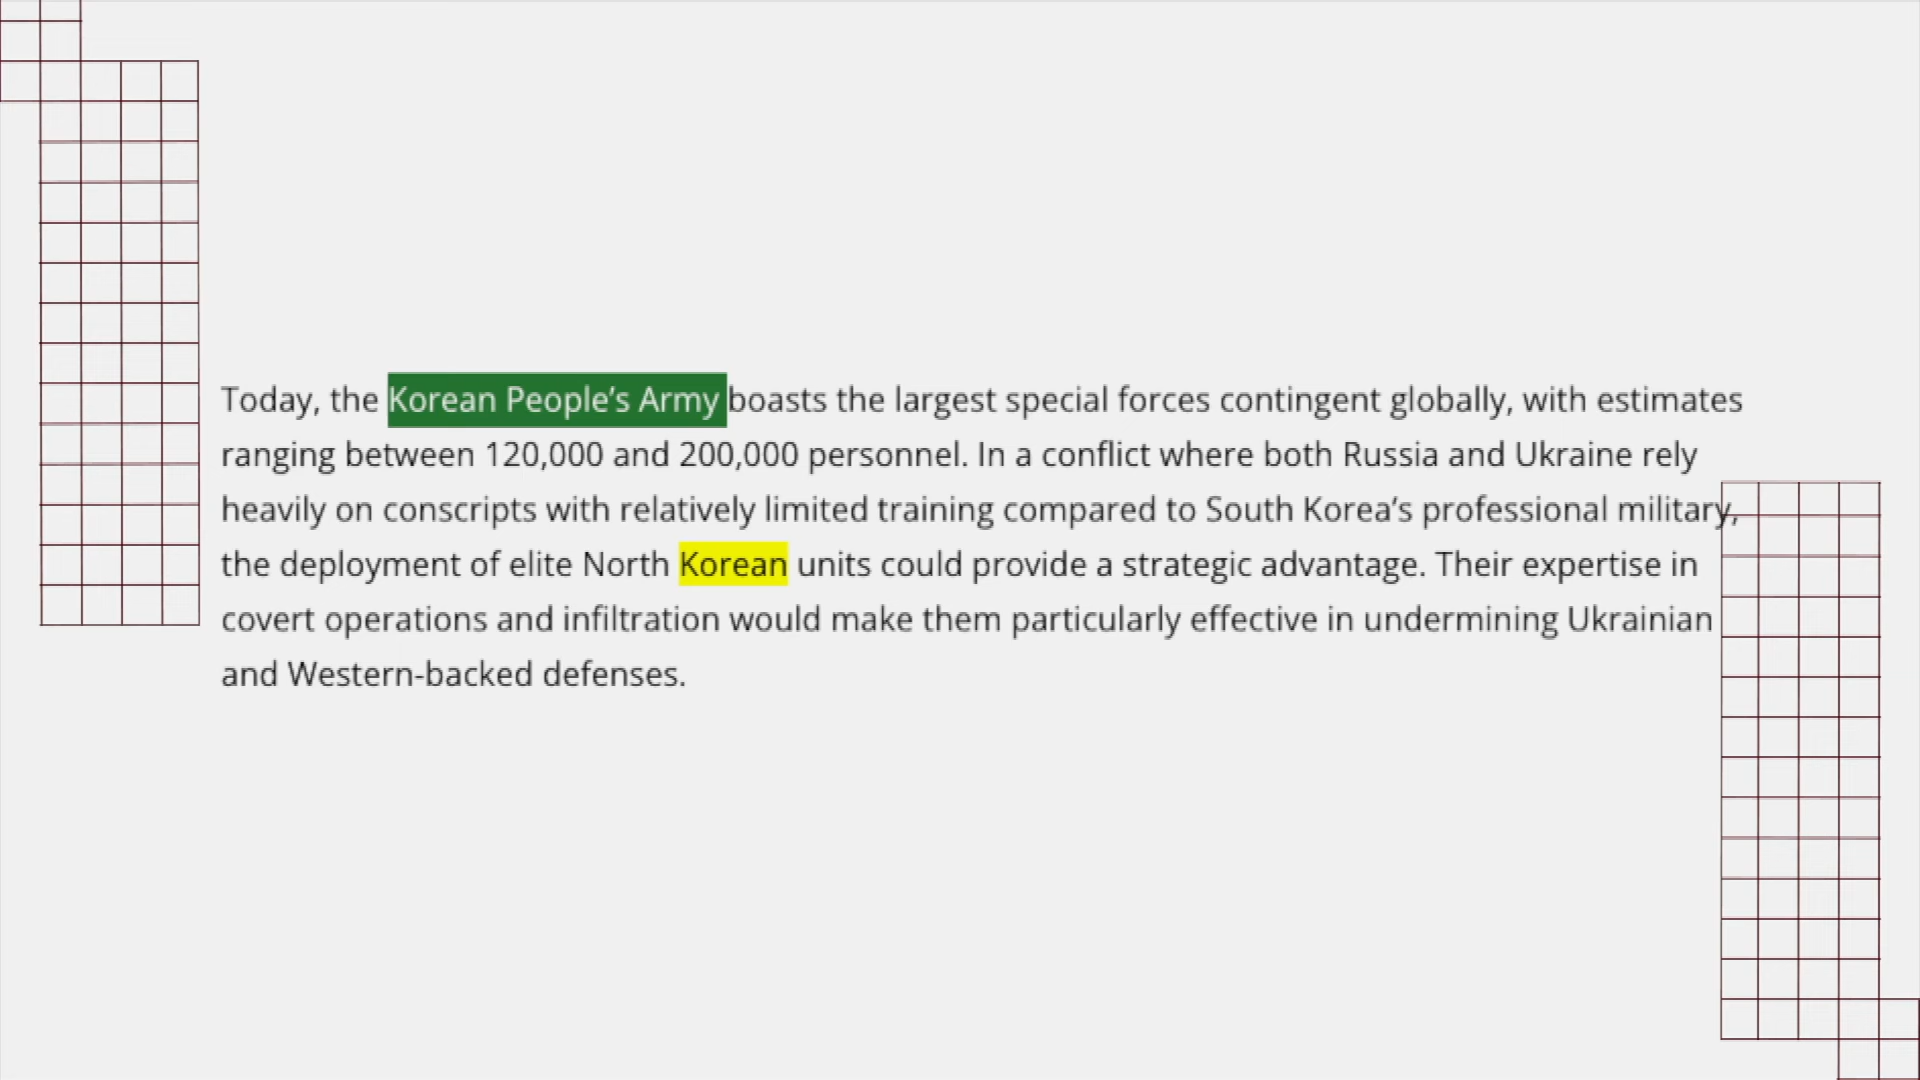 Today, the Korean People’s Army boasts the largest special forces contingent globally, with estimates
ranging between 120,000 and 200,000 personnel. In a conflict where both Russia and Ukraine rely
heavily on conscripts with relatively limited training compared to South Korea’s professional military,
the deployment of elite North Korean units could provide a strategic advantage. Their expertise in
covert operations and infiltration would make them particularly effective in undermining Ukrainian
and Western-backed defenses.